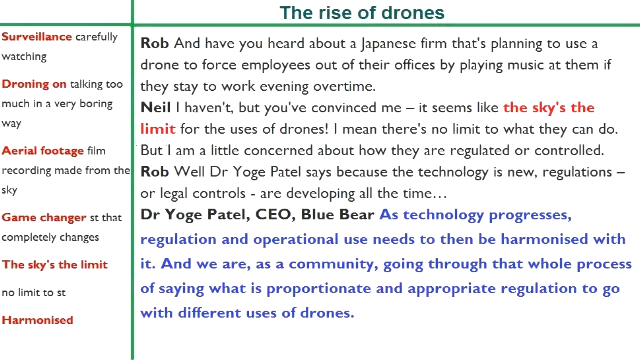 The rise of drones
Surveillance carefully
watching
Droning on talking too
much in a very boring
way
Aerial footage film
recording made from the
sky
Game changer st that
completely changes
The sky's the limit
no limit to st
Harmonised
Rob And have you heard about a Japanese firm that's planning to use a
drone to force employees out of their offices by playing music at them if
they stay to work evening overtime.
Neil I haven't, but you've convinced me – it seems like the sky's the
limit for the uses of drones! I mean there's no limit to what they can do.
But I am a little concerned about how they are regulated or controlled.
Rob Well Dr Yoge Patel says because the technology is new, regulations –
or legal controls - are developing all the time…
Dr Yoge Patel, CEO, Blue Bear As technology progresses,
regulation and operational use needs to then be harmonised with
it. And we are, as a community, going through that whole process
of saying what is proportionate and appropriate regulation to go
with different uses of drones.